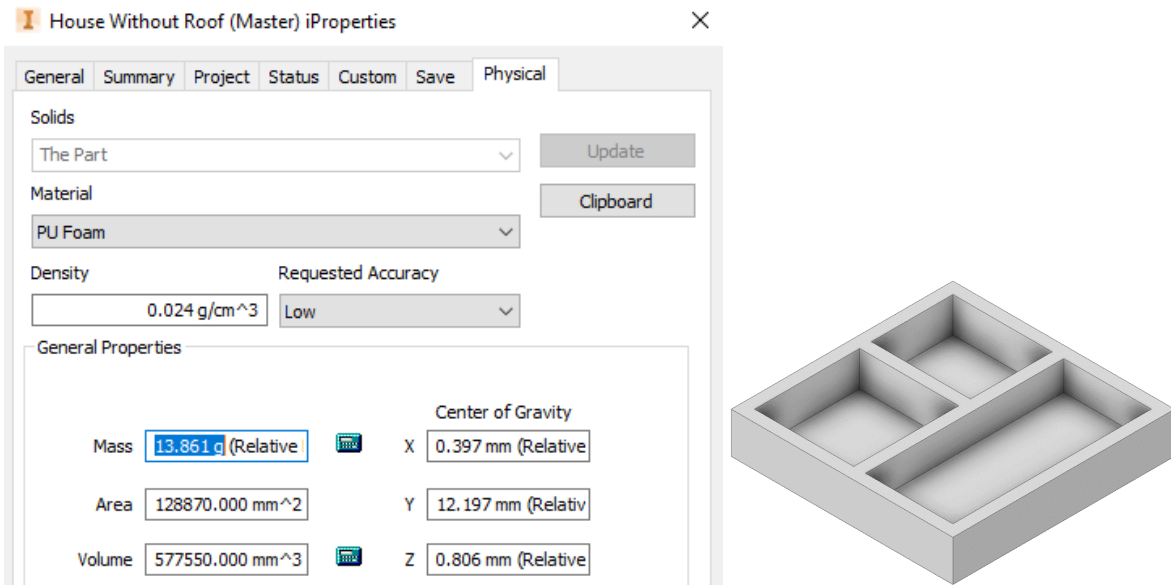 House Without Roof (Master) iProperties
General Summary Project Status Custom Save Physical
Solids
The Part
Update
Material
Clipboard
PU Foam
Density Requested Accuracy
0.024 g/cm^3 Low
General Properties
Center of Gravity
Mass 13.861 g (Relative X 0.397 mm (Relative
Area 128870.000 mm^2 Y 12.197 mm (Relativ
Volume 577550.000 mm^3 Z 0.806 mm (Relative